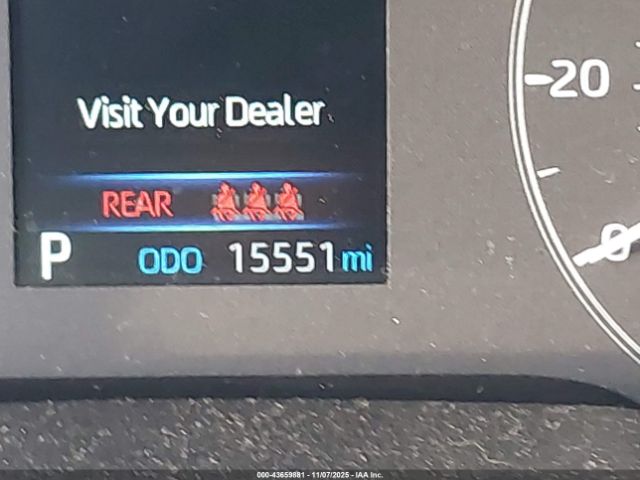 Visit Your Dealer
REAR
P ODO 15551 mi
20
0
000-43659881 - 11/07/2025 - IAA Inc.